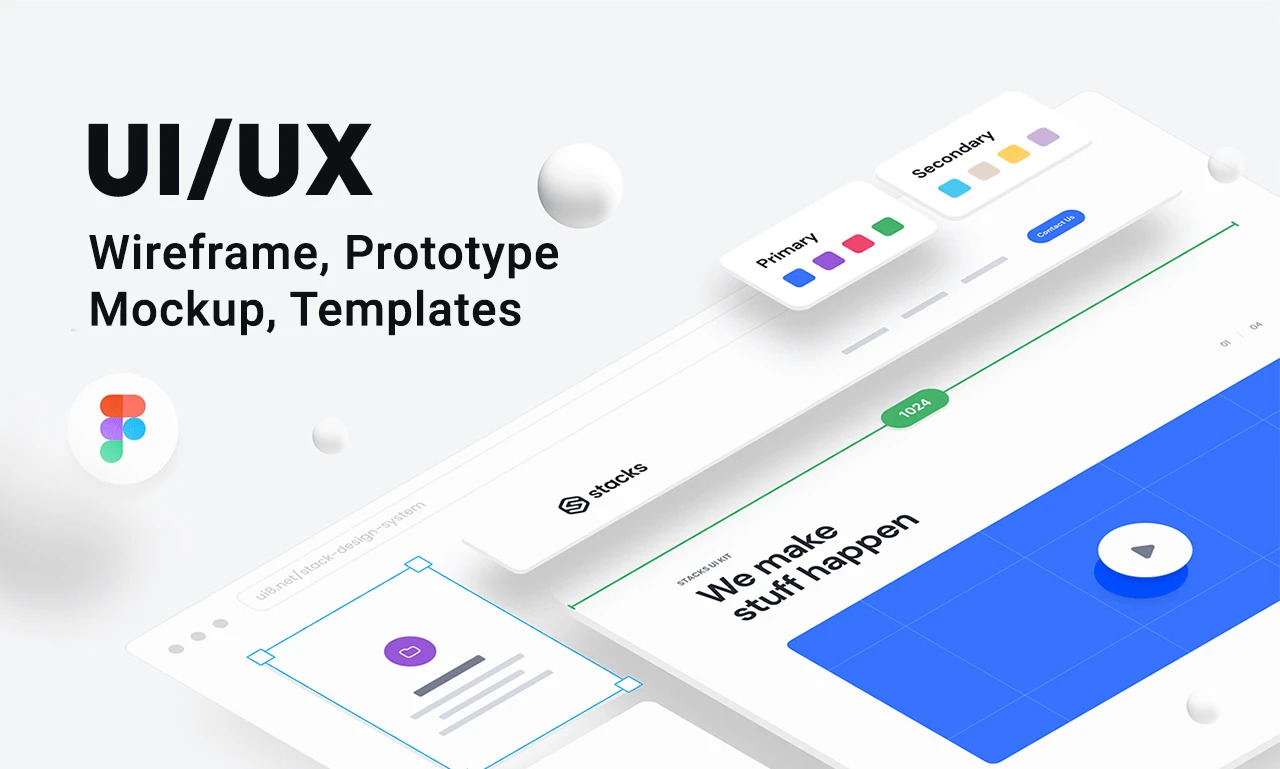 UI/UX
Wireframe, Prototype
Mockup, Templates
Secondary
Primary
Contact Us
01
04
1024
stacks
ui8.net/stack-design-system
STACKS UI KIT
We make
stuff happen